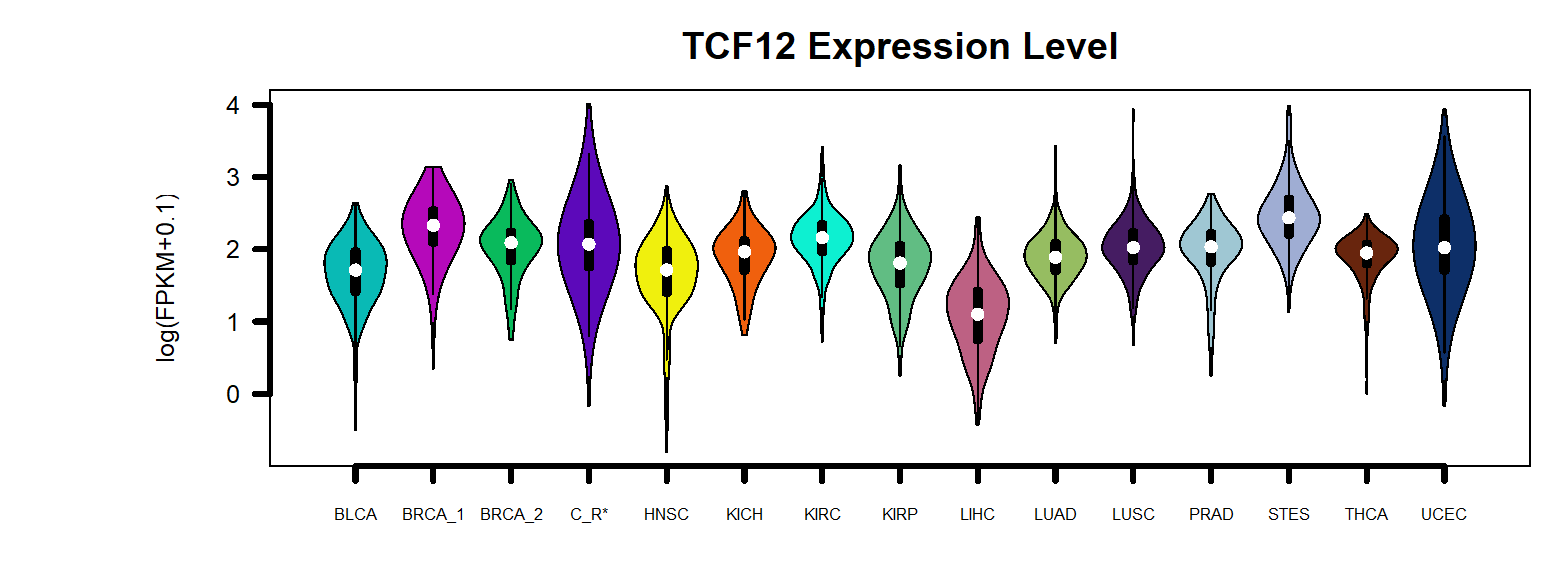 TCF12 Expression Level
log(FPKM+0.1)
4
3
2
1
0
BLCA BRCA_1 BRCA_2 C_R* HNSC KICH KIRC KIRP LIHC LUAD LUSC PRAD STES THCA UCEC